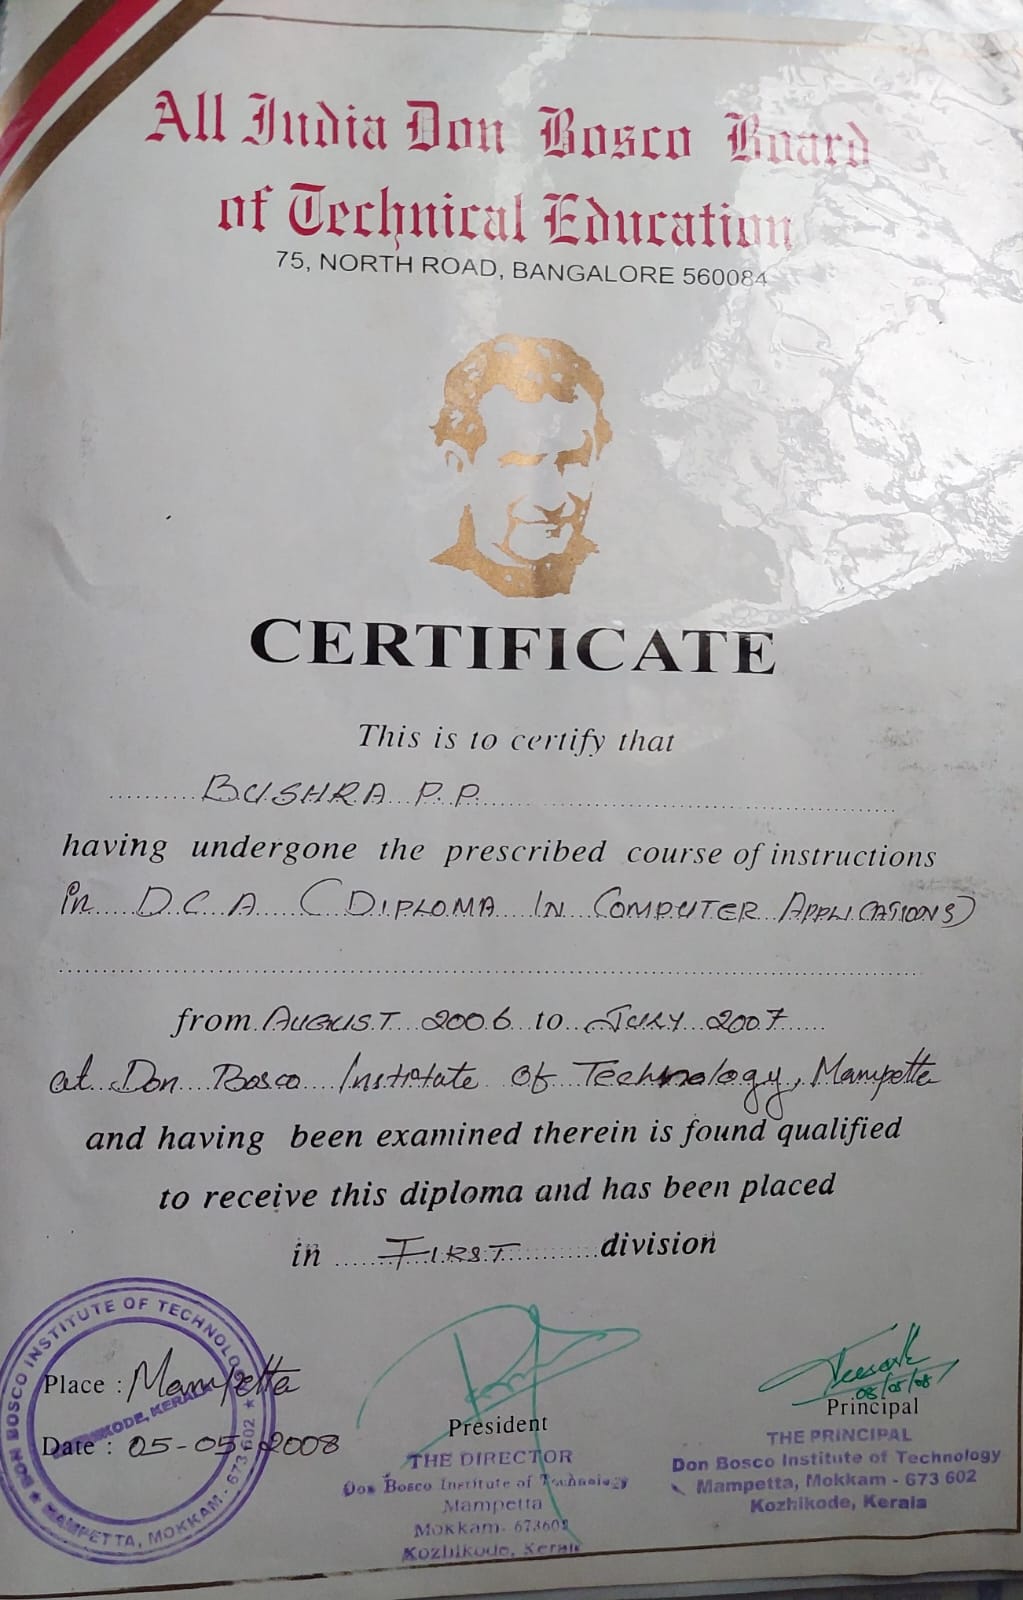 All India Don Bosco Board
of Technical Education
75, NORTH ROAD, BANGALORE 560084
CERTIFICATE
This is to certify that
BUSHRA P.P.
having undergone the prescribed course of instructions
in D.C.A (DIPLOMA IN COMPUTER APPLICATIONS)
from AUGUST 2006 to JULY 2007
at Don Bosco Institute Of Technology, Mampetta
and having been examined therein is found qualified
to receive this diploma and has been placed
in FIRST division
DON BOSCO INSTITUTE OF TECHNOLOGY ★ MAMPETTA, MOKKAM - 673 602 ★
KOZHIKODE, KERALA
Place : Mampetta
Date : 05-05-2008
President
THE DIRECTOR
Don Bosco Institute of Technology
Mampetta
Mokkam- 673602
Kozhikode, Kerala
08/05/08
Principal
THE PRINCIPAL
Don Bosco Institute of Technology
Mampetta, Mokkam - 673 602
Kozhikode, Kerala